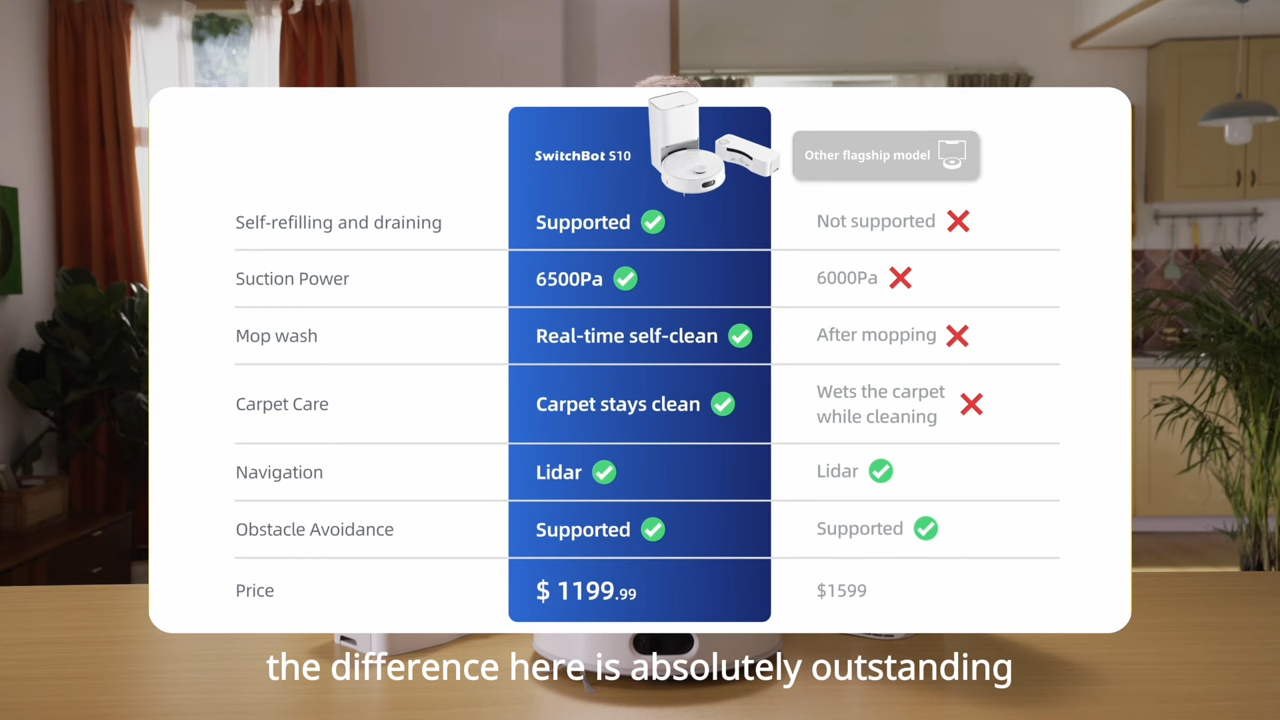 SwitchBot S10
Other flagship model
Self-refilling and draining
Supported
Not supported
Suction Power
6500Pa
6000Pa
Mop wash
Real-time self-clean
After mopping
Carpet Care
Carpet stays clean
Wets the carpet
while cleaning
Navigation
Lidar
Lidar
Obstacle Avoidance
Supported
Supported
Price
$ 1199.99
$1599
the difference here is absolutely outstanding